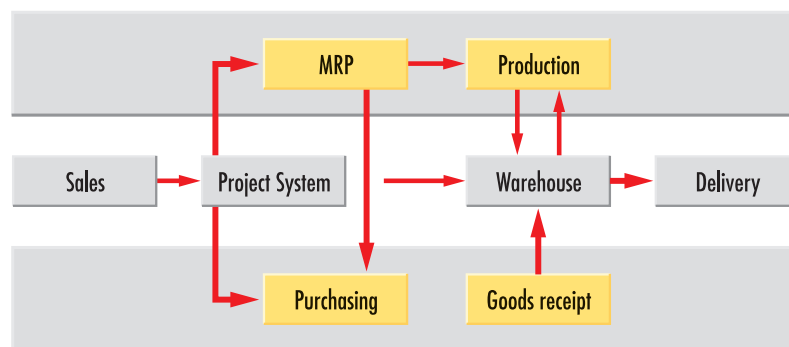 MRP
Production
Sales
Project System
Warehouse
Delivery
Purchasing
Goods receipt